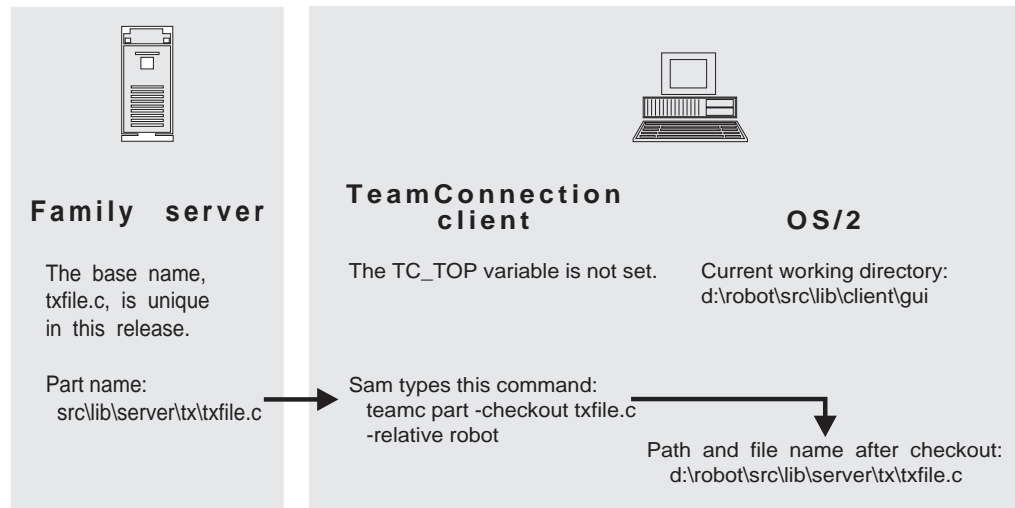 Family server
The base name,
txfile.c, is unique
in this release.
Part name:
src\lib\server\tx\txfile.c
TeamConnection
client
The TC_TOP variable is not set.
Sam types this command:
teamc part -checkout txfile.c
-relative robot
OS/2
Current working directory:
d:\robot\src\lib\client\gui
Path and file name after checkout:
d:\robot\src\lib\server\tx\txfile.c